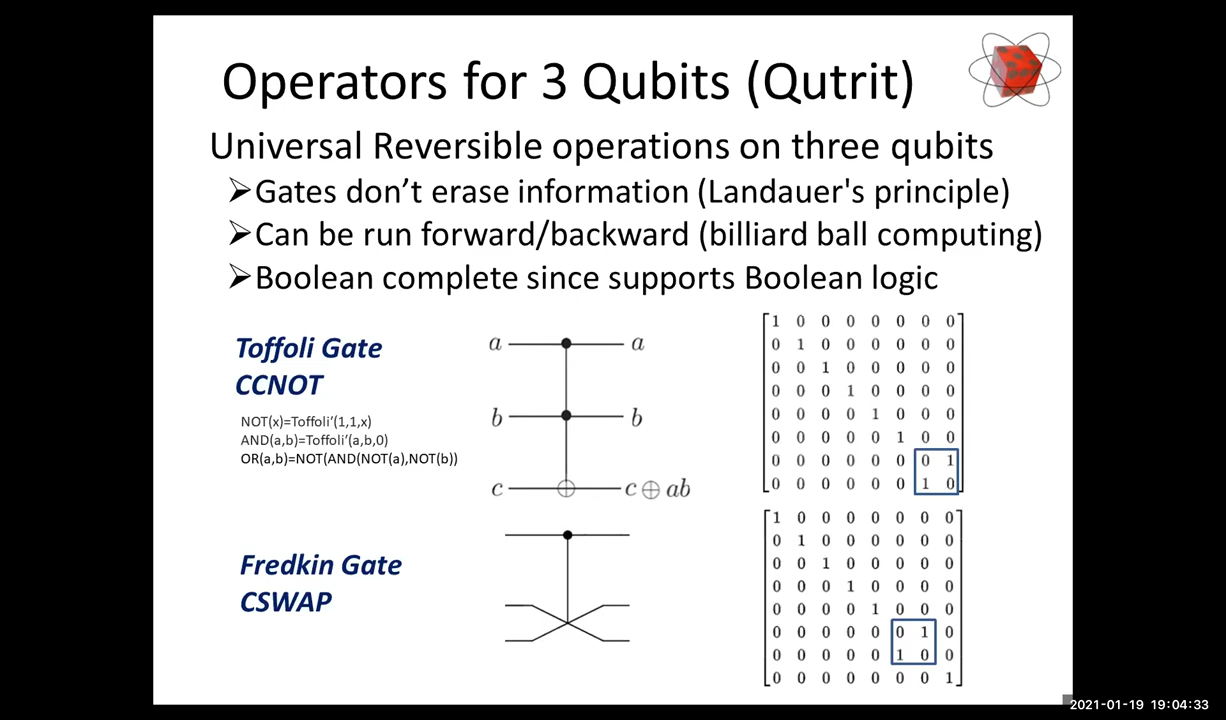 Operators for 3 Qubits (Qutrit)
Universal Reversible operations on three qubits
➢Gates don't erase information (Landauer's principle)
➢Can be run forward/backward (billiard ball computing)
➢Boolean complete since supports Boolean logic
Toffoli Gate
CCNOT
NOT(x)=Toffoli'(1,1,x)
AND(a,b)=Toffoli'(a,b,0)
OR(a,b)=NOT(AND(NOT(a),NOT(b))
a a
b b
c c ⊕ ab
1 0 0 0 0 0 0 0
0 1 0 0 0 0 0 0
0 0 1 0 0 0 0 0
0 0 0 1 0 0 0 0
0 0 0 0 1 0 0 0
0 0 0 0 0 1 0 0
0 0 0 0 0 0 0 1
0 0 0 0 0 0 1 0
Fredkin Gate
CSWAP
1 0 0 0 0 0 0 0
0 1 0 0 0 0 0 0
0 0 1 0 0 0 0 0
0 0 0 1 0 0 0 0
0 0 0 0 1 0 0 0
0 0 0 0 0 0 1 0
0 0 0 0 0 1 0 0
0 0 0 0 0 0 0 1
2021-01-19 19:04:33